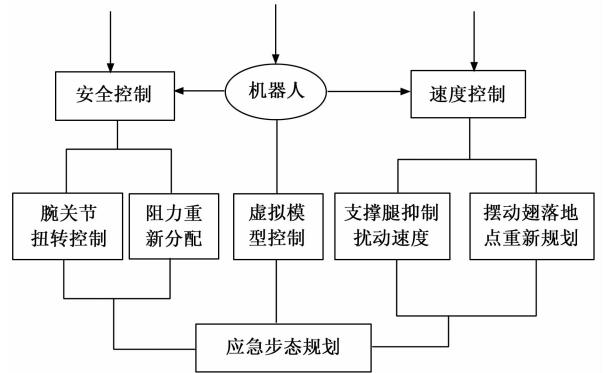 安全控制
机器人
速度控制
腕关节
扭转控制
阻力重
新分配
虚拟模
型控制
支撑腿抑制
扰动速度
摆动翅落地
点重新规划
应急步态规划